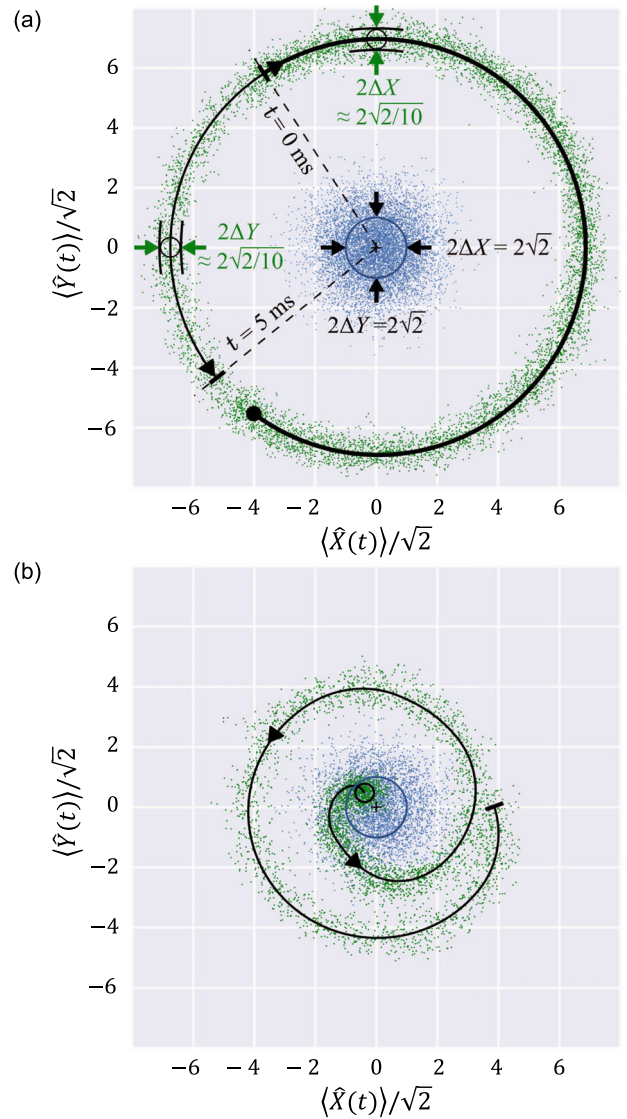 (a)
6
4
2
0
−2
−4
−6
⟨Ŷ(t)⟩/√2
2ΔX
≈ 2√2/10
t = 0 ms
2ΔY
≈ 2√2/10
2ΔX = 2√2
2ΔY = 2√2
t = 5 ms
−6 −4 −2 0 2 4 6
⟨X̂(t)⟩/√2
(b)
6
4
2
0
−2
−4
−6
⟨Ŷ(t)⟩/√2
−6 −4 −2 0 2 4 6
⟨X̂(t)⟩/√2